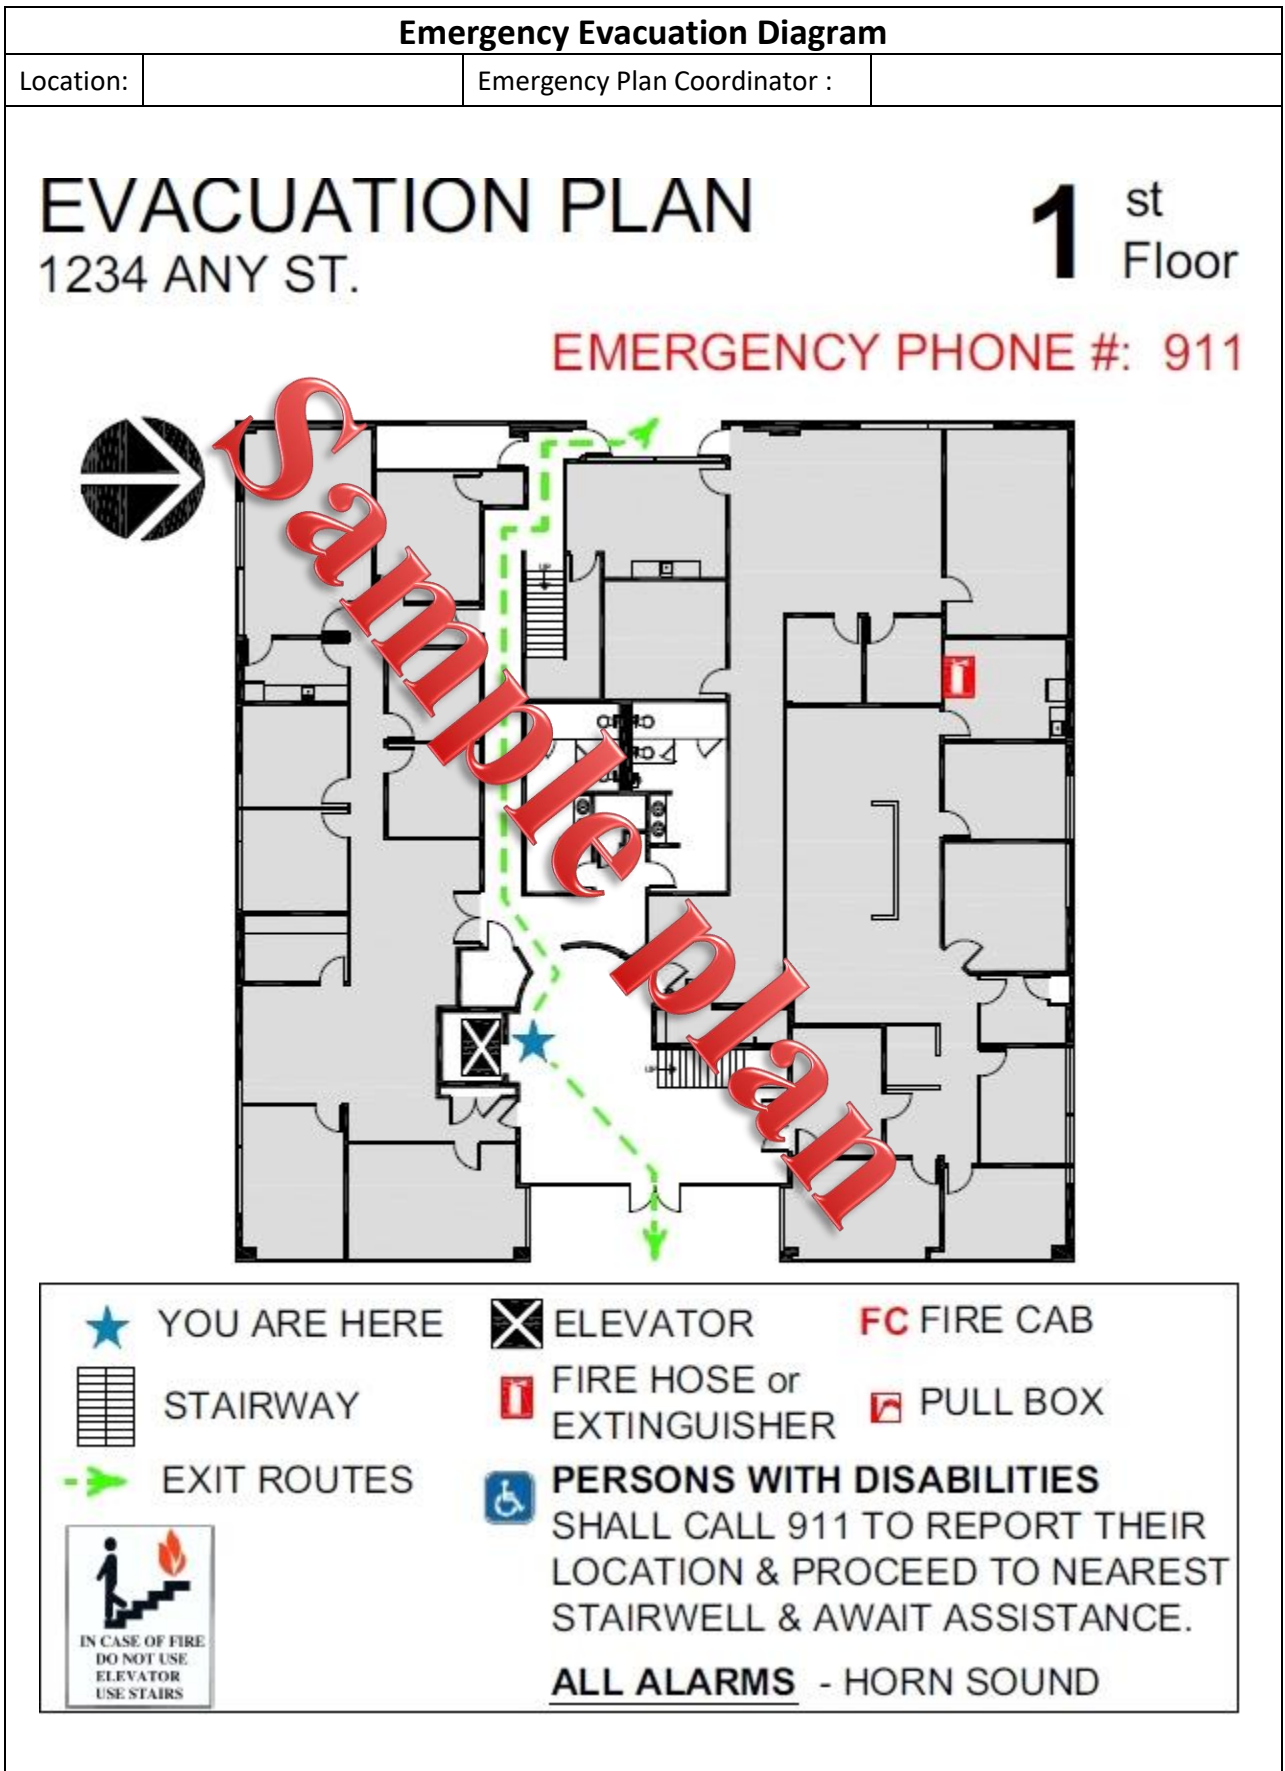 Emergency Evacuation Diagram
Location:
Emergency Plan Coordinator :
EVACUATION PLAN
1 st
Floor
1234 ANY ST.
EMERGENCY PHONE #: 911
Sample plan
UP
UP
YOU ARE HERE
ELEVATOR
FC FIRE CAB
STAIRWAY
FIRE HOSE or
EXTINGUISHER
PULL BOX
EXIT ROUTES
PERSONS WITH DISABILITIES
SHALL CALL 911 TO REPORT THEIR
LOCATION & PROCEED TO NEAREST
STAIRWELL & AWAIT ASSISTANCE.
IN CASE OF FIRE
DO NOT USE
ELEVATOR
USE STAIRS
ALL ALARMS - HORN SOUND